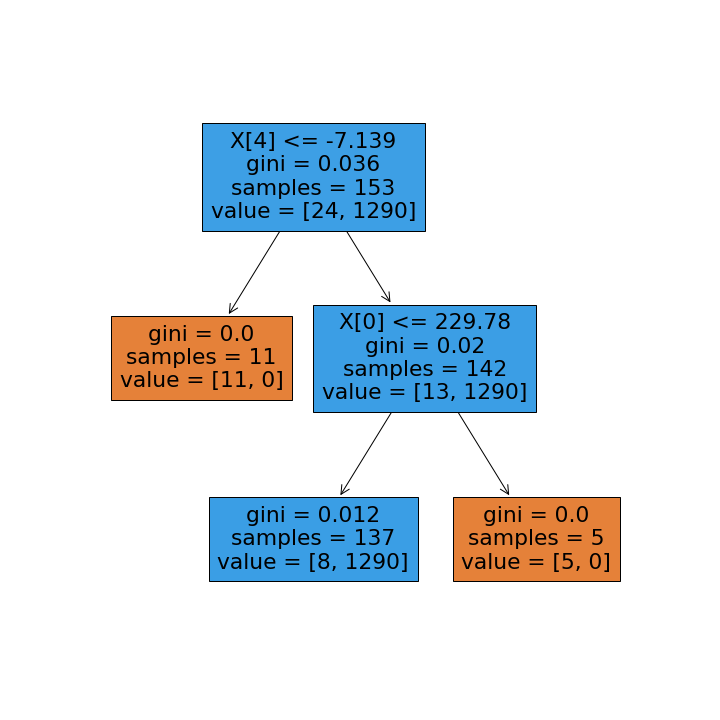 X[4] <= -7.139
gini = 0.036
samples = 153
value = [24, 1290]
gini = 0.0
samples = 11
value = [11, 0]
X[0] <= 229.78
gini = 0.02
samples = 142
value = [13, 1290]
gini = 0.012
samples = 137
value = [8, 1290]
gini = 0.0
samples = 5
value = [5, 0]